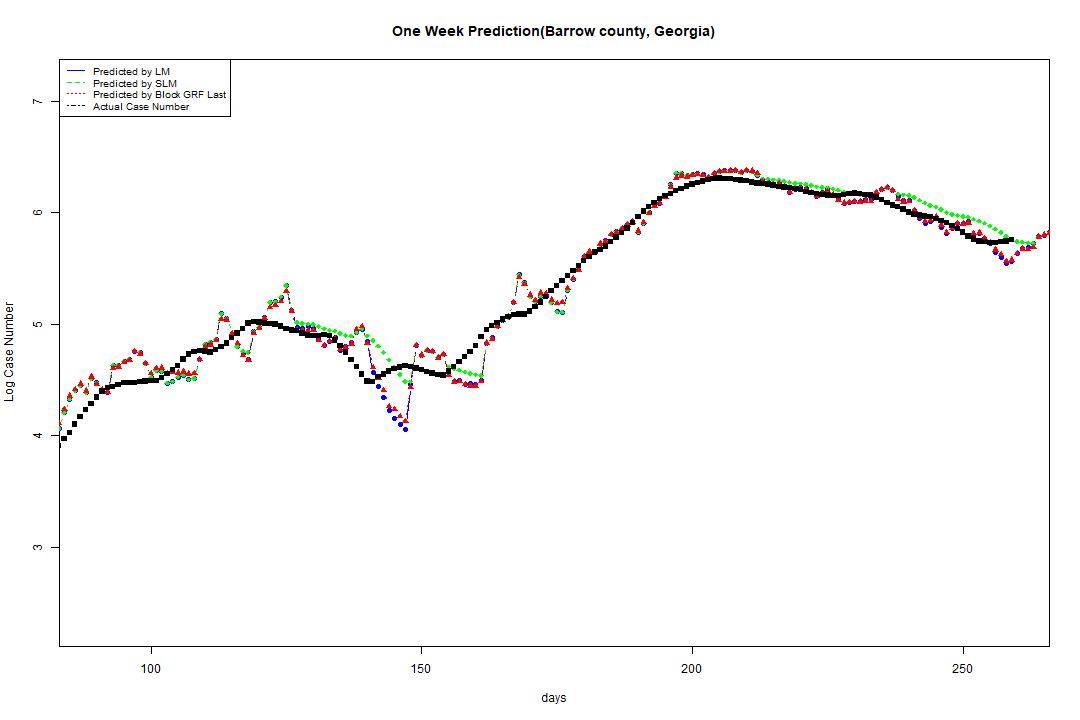 One Week Prediction(Barrow county, Georgia)
Predicted by LM
Predicted by SLM
Predicted by Block GRF Last
Actual Case Number
7
6
5
4
3
Log Case Number
100 150 200 250
days